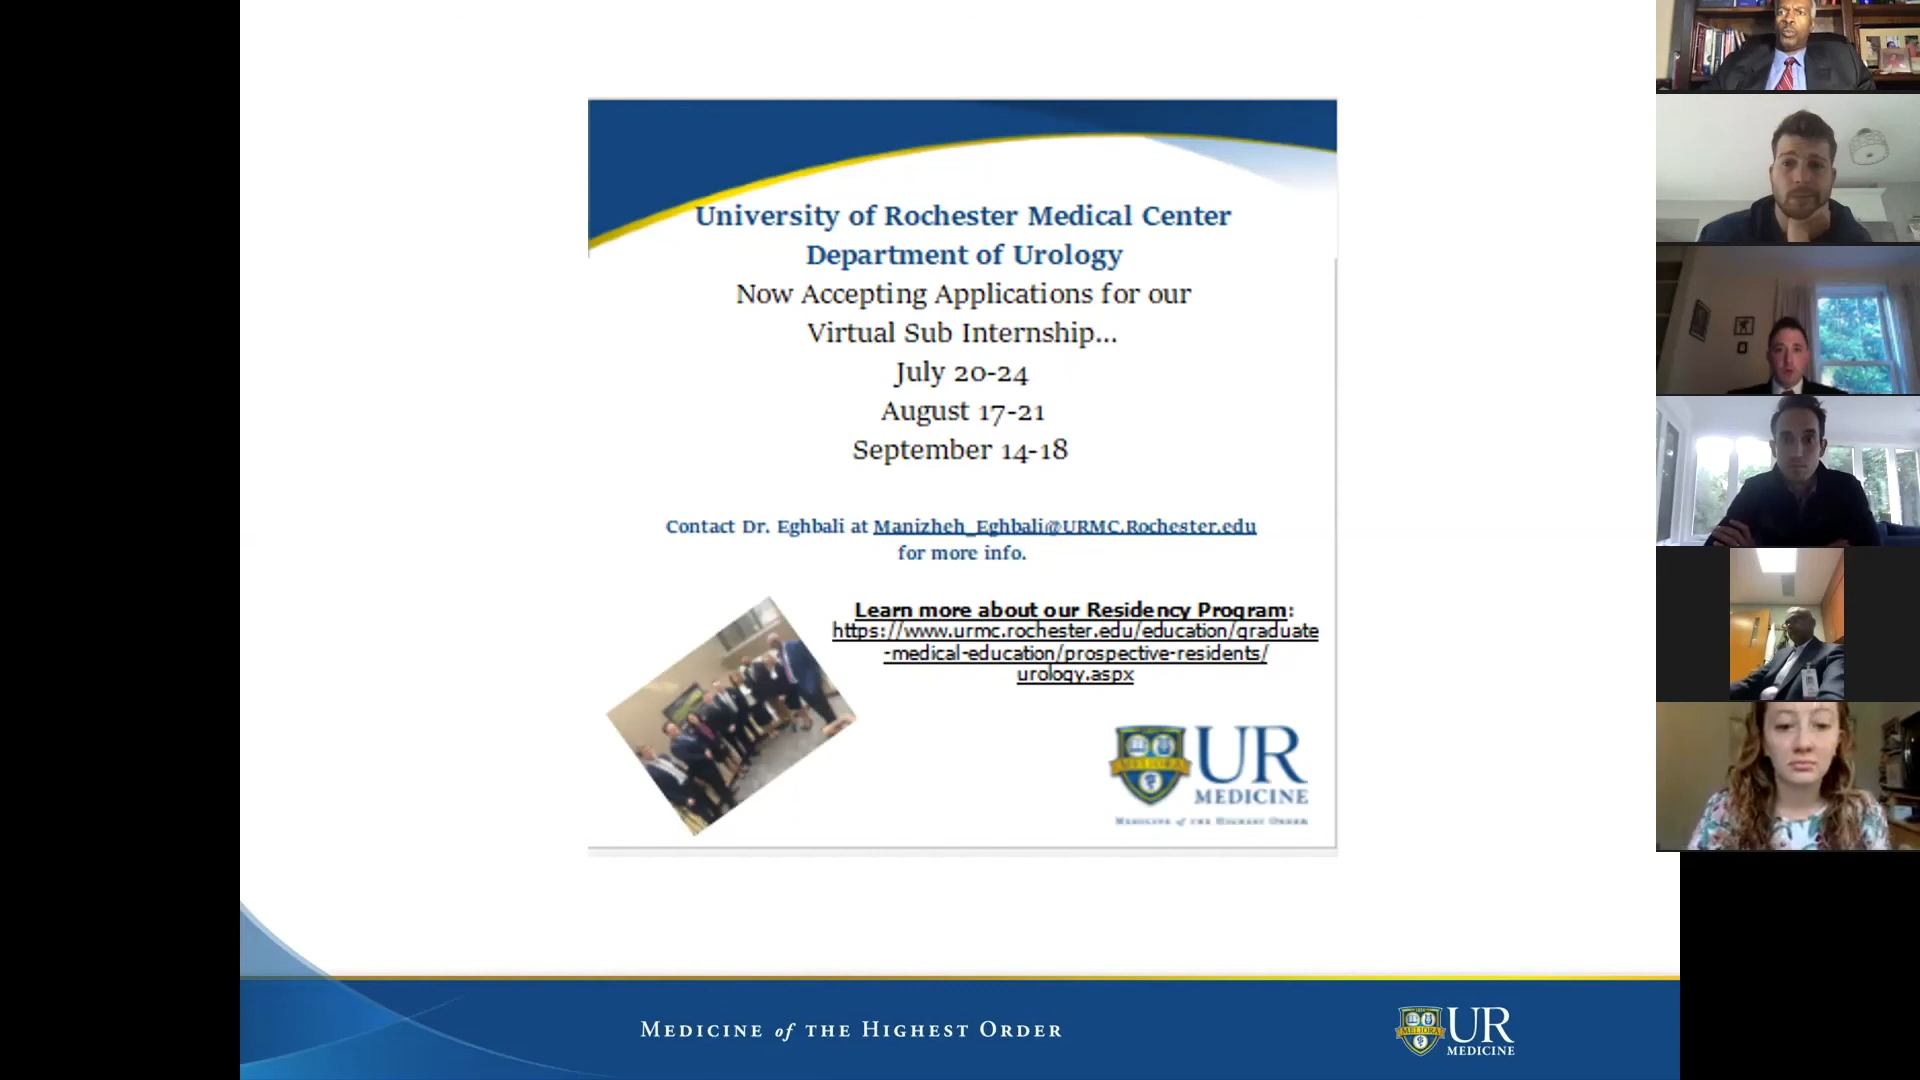 University of Rochester Medical Center
Department of Urology
Now Accepting Applications for our
Virtual Sub Internship...
July 20-24
August 17-21
September 14-18
Contact Dr. Eghbali at Manizheh_Eghbali@URMC.Rochester.edu
for more info.
Learn more about our Residency Program:
https://www.urmc.rochester.edu/education/graduate
-medical-education/prospective-residents/
urology.aspx
MELIORA
UR
MEDICINE
MEDICINE of THE HIGHEST ORDER
MEDICINE of THE HIGHEST ORDER
MELIORA
UR
MEDICINE